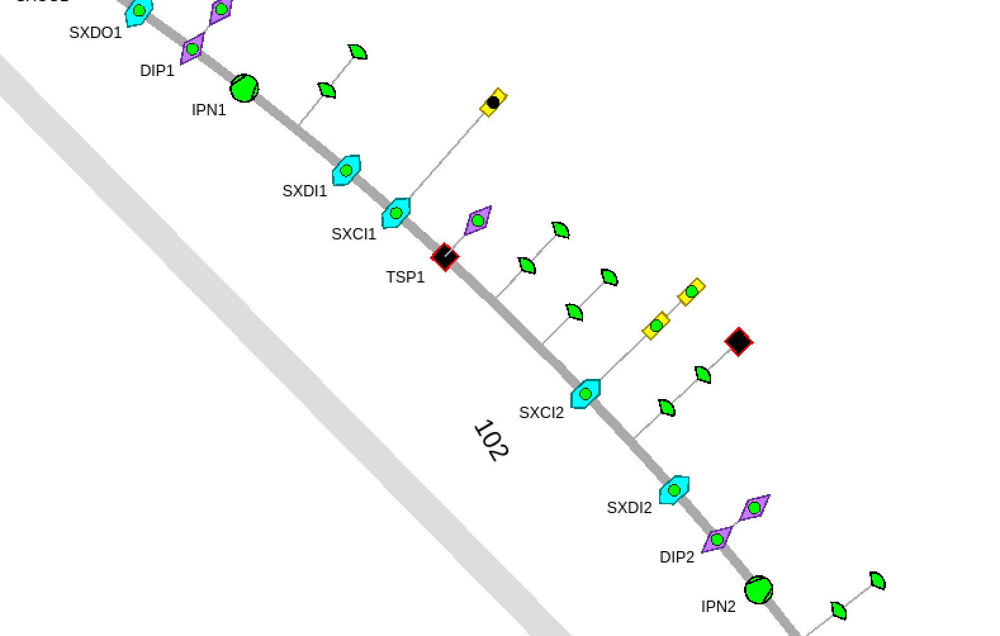 SXDO1
DIP1
IPN1
SXDI1
SXCI1
TSP1
SXCI2
102
SXDI2
DIP2
IPN2